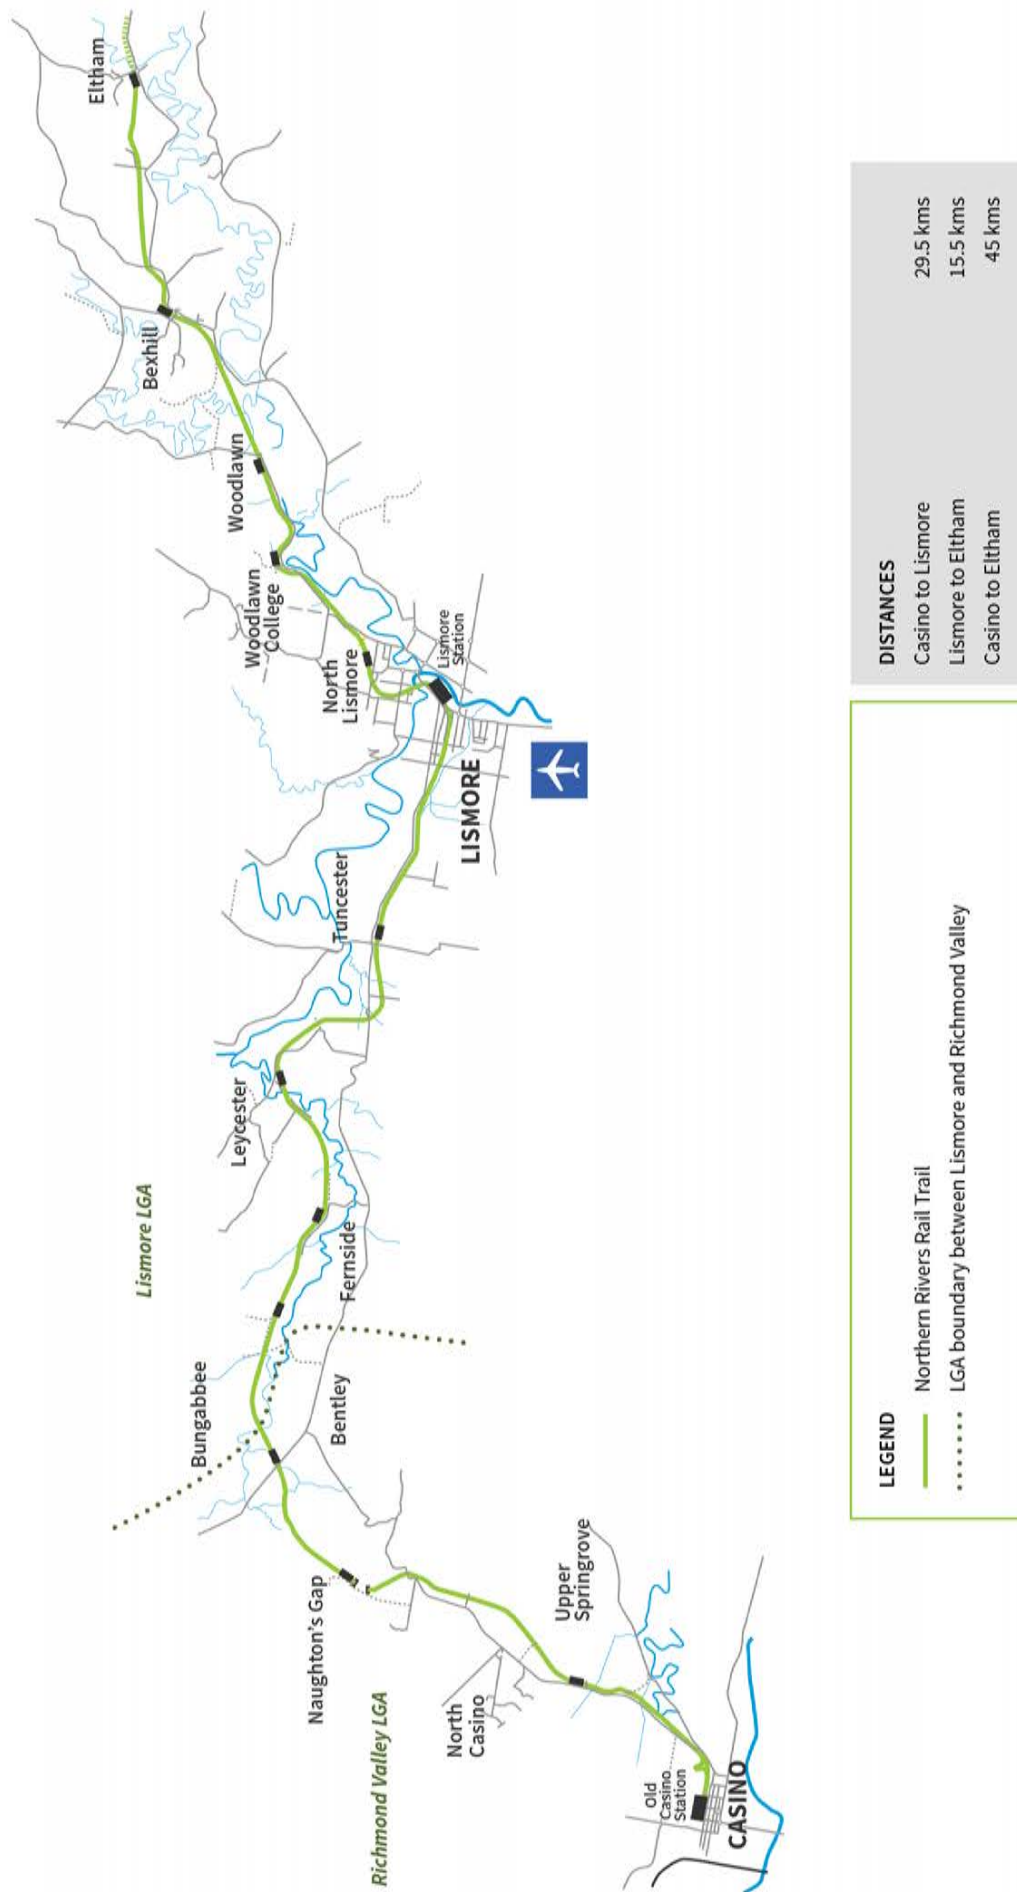 Eltham
Bexhill
Woodlawn
Woodlawn
College
North
Lismore
Lismore
Station
LISMORE
Tuncester
Leycester
Lismore LGA
Fernside
Bungabbee
Bentley
Naughton's Gap
Upper
Springrove
Richmond Valley LGA
North
Casino
Old
Casino
Station
CASINO
LEGEND
Northern Rivers Rail Trail
LGA boundary between Lismore and Richmond Valley
DISTANCES
Casino to Lismore 29.5 kms
Lismore to Eltham 15.5 kms
Casino to Eltham 45 kms